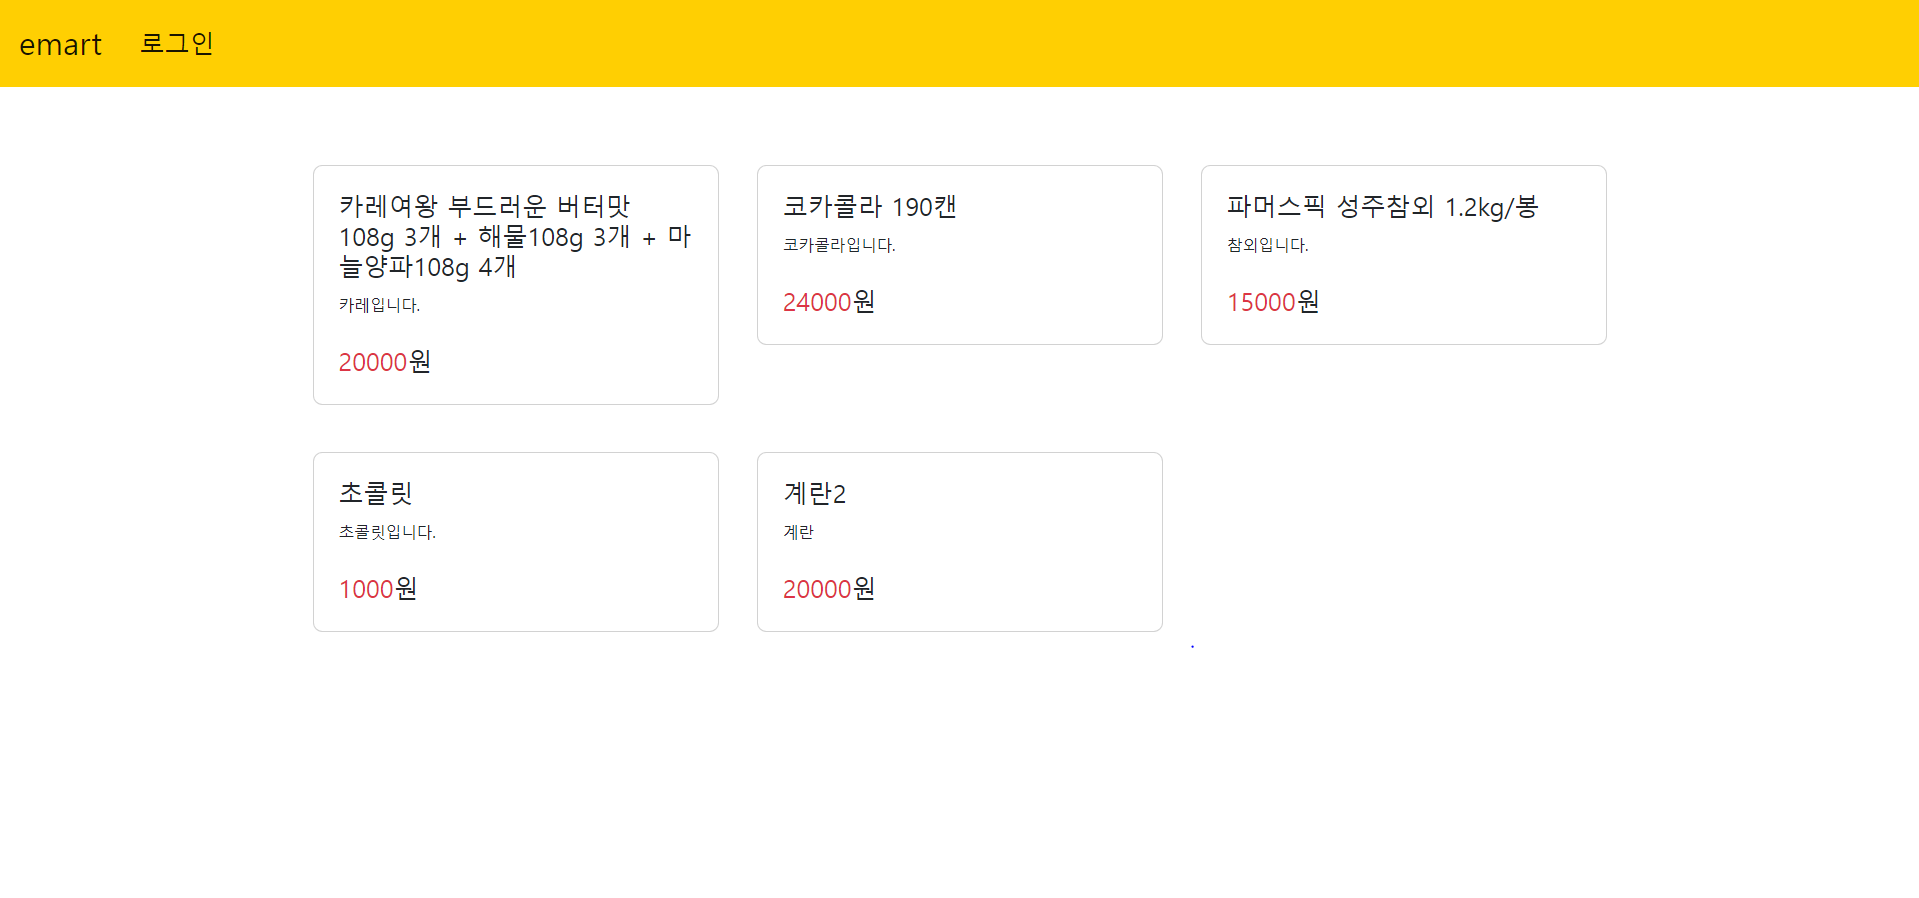 emart 로그인
카레여왕 부드러운 버터맛
108g 3개 + 해물108g 3개 + 마
늘양파108g 4개
카레입니다.
20000원
코카콜라 190캔
코카콜라입니다.
24000원
파머스픽 성주참외 1.2kg/봉
참외입니다.
15000원
초콜릿
초콜릿입니다.
1000원
계란2
계란
20000원